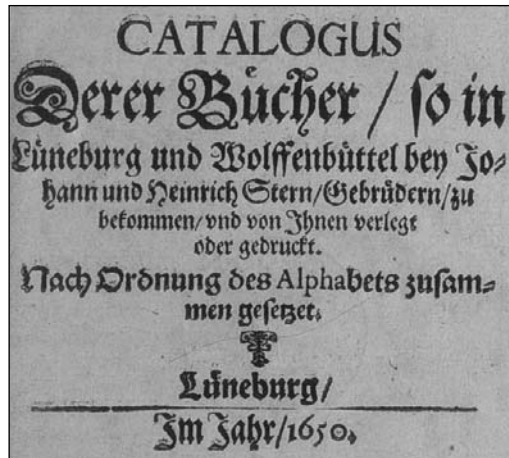 CATALOGUS
Derer Bücher / so in
Lüneburg und Wolffenbüttel bey Jo-
hann und Heinrich Stern/Gebrüdern/zu
bekommen/vnd von Ihnen verlegt
oder gedruckt.
Nach Ordnung des Alphabets zusam-
men gesetzet.
Lüneburg/
Im Jahr/1650.